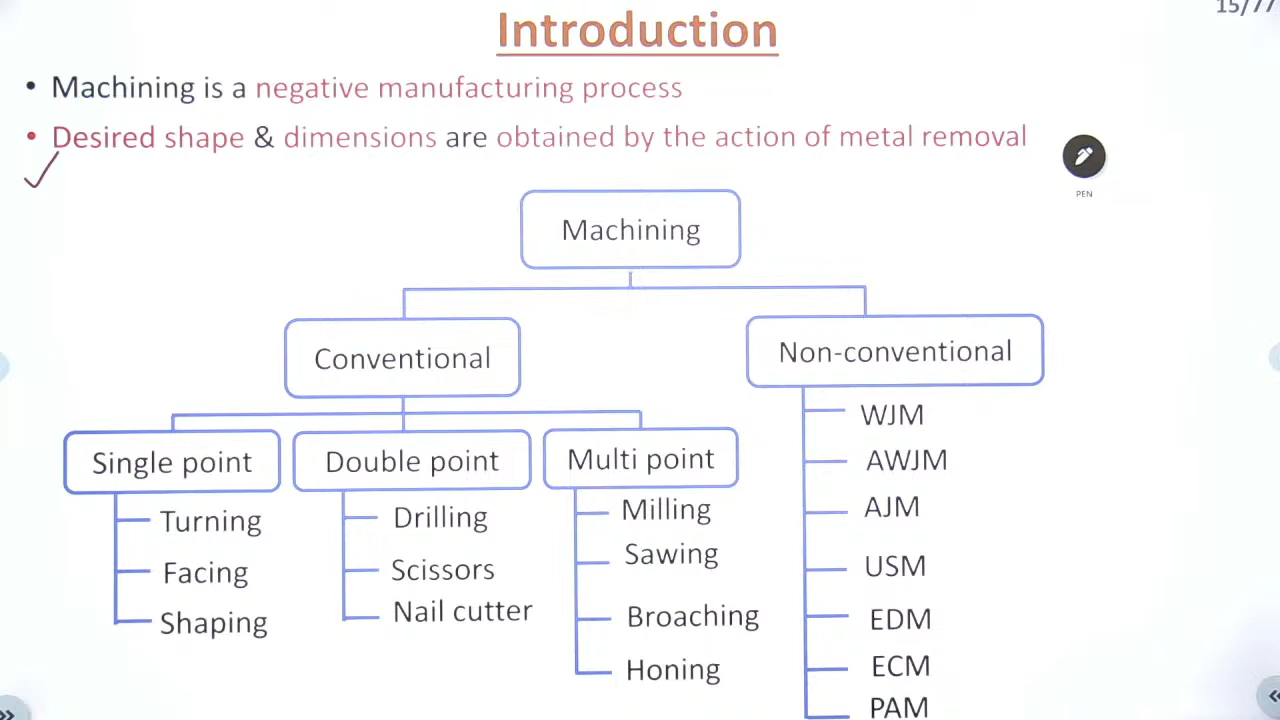 15/77
Introduction
• Machining is a negative manufacturing process
• Desired shape & dimensions are obtained by the action of metal removal
PEN
Machining
Conventional
Non-conventional
Single point
Turning
Facing
Shaping
Double point
Drilling
Scissors
Nail cutter
Multi point
Milling
Sawing
Broaching
Honing
WJM
AWJM
AJM
USM
EDM
ECM
PAM